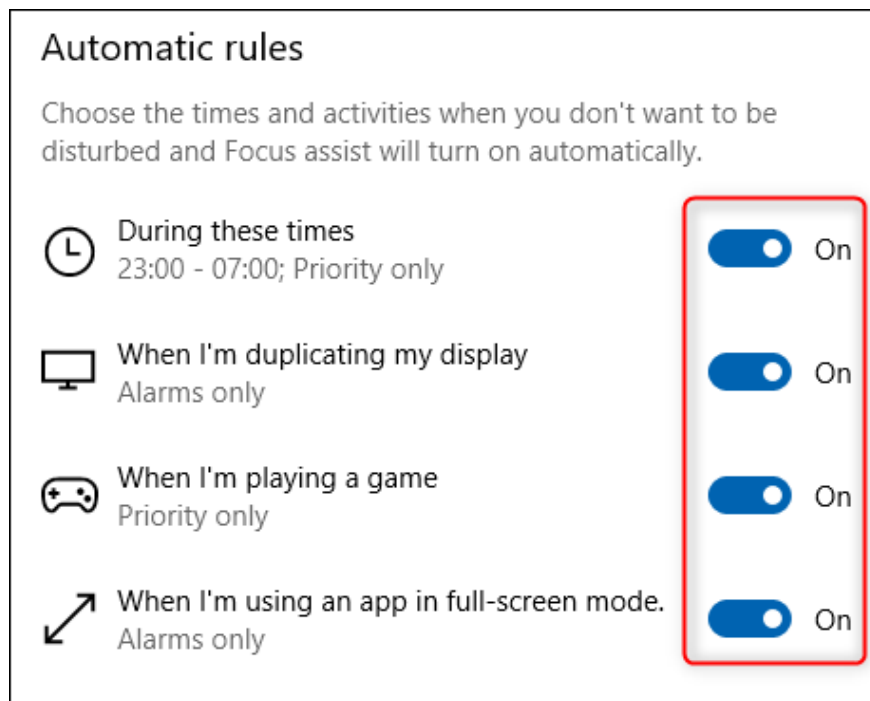 Automatic rules
Choose the times and activities when you don't want to be
disturbed and Focus assist will turn on automatically.
During these times
On
23:00 - 07:00; Priority only
When I'm duplicating my display
On
Alarms only
When I'm playing a game
On
Priority only
When I'm using an app in full-screen mode.
On
Alarms only